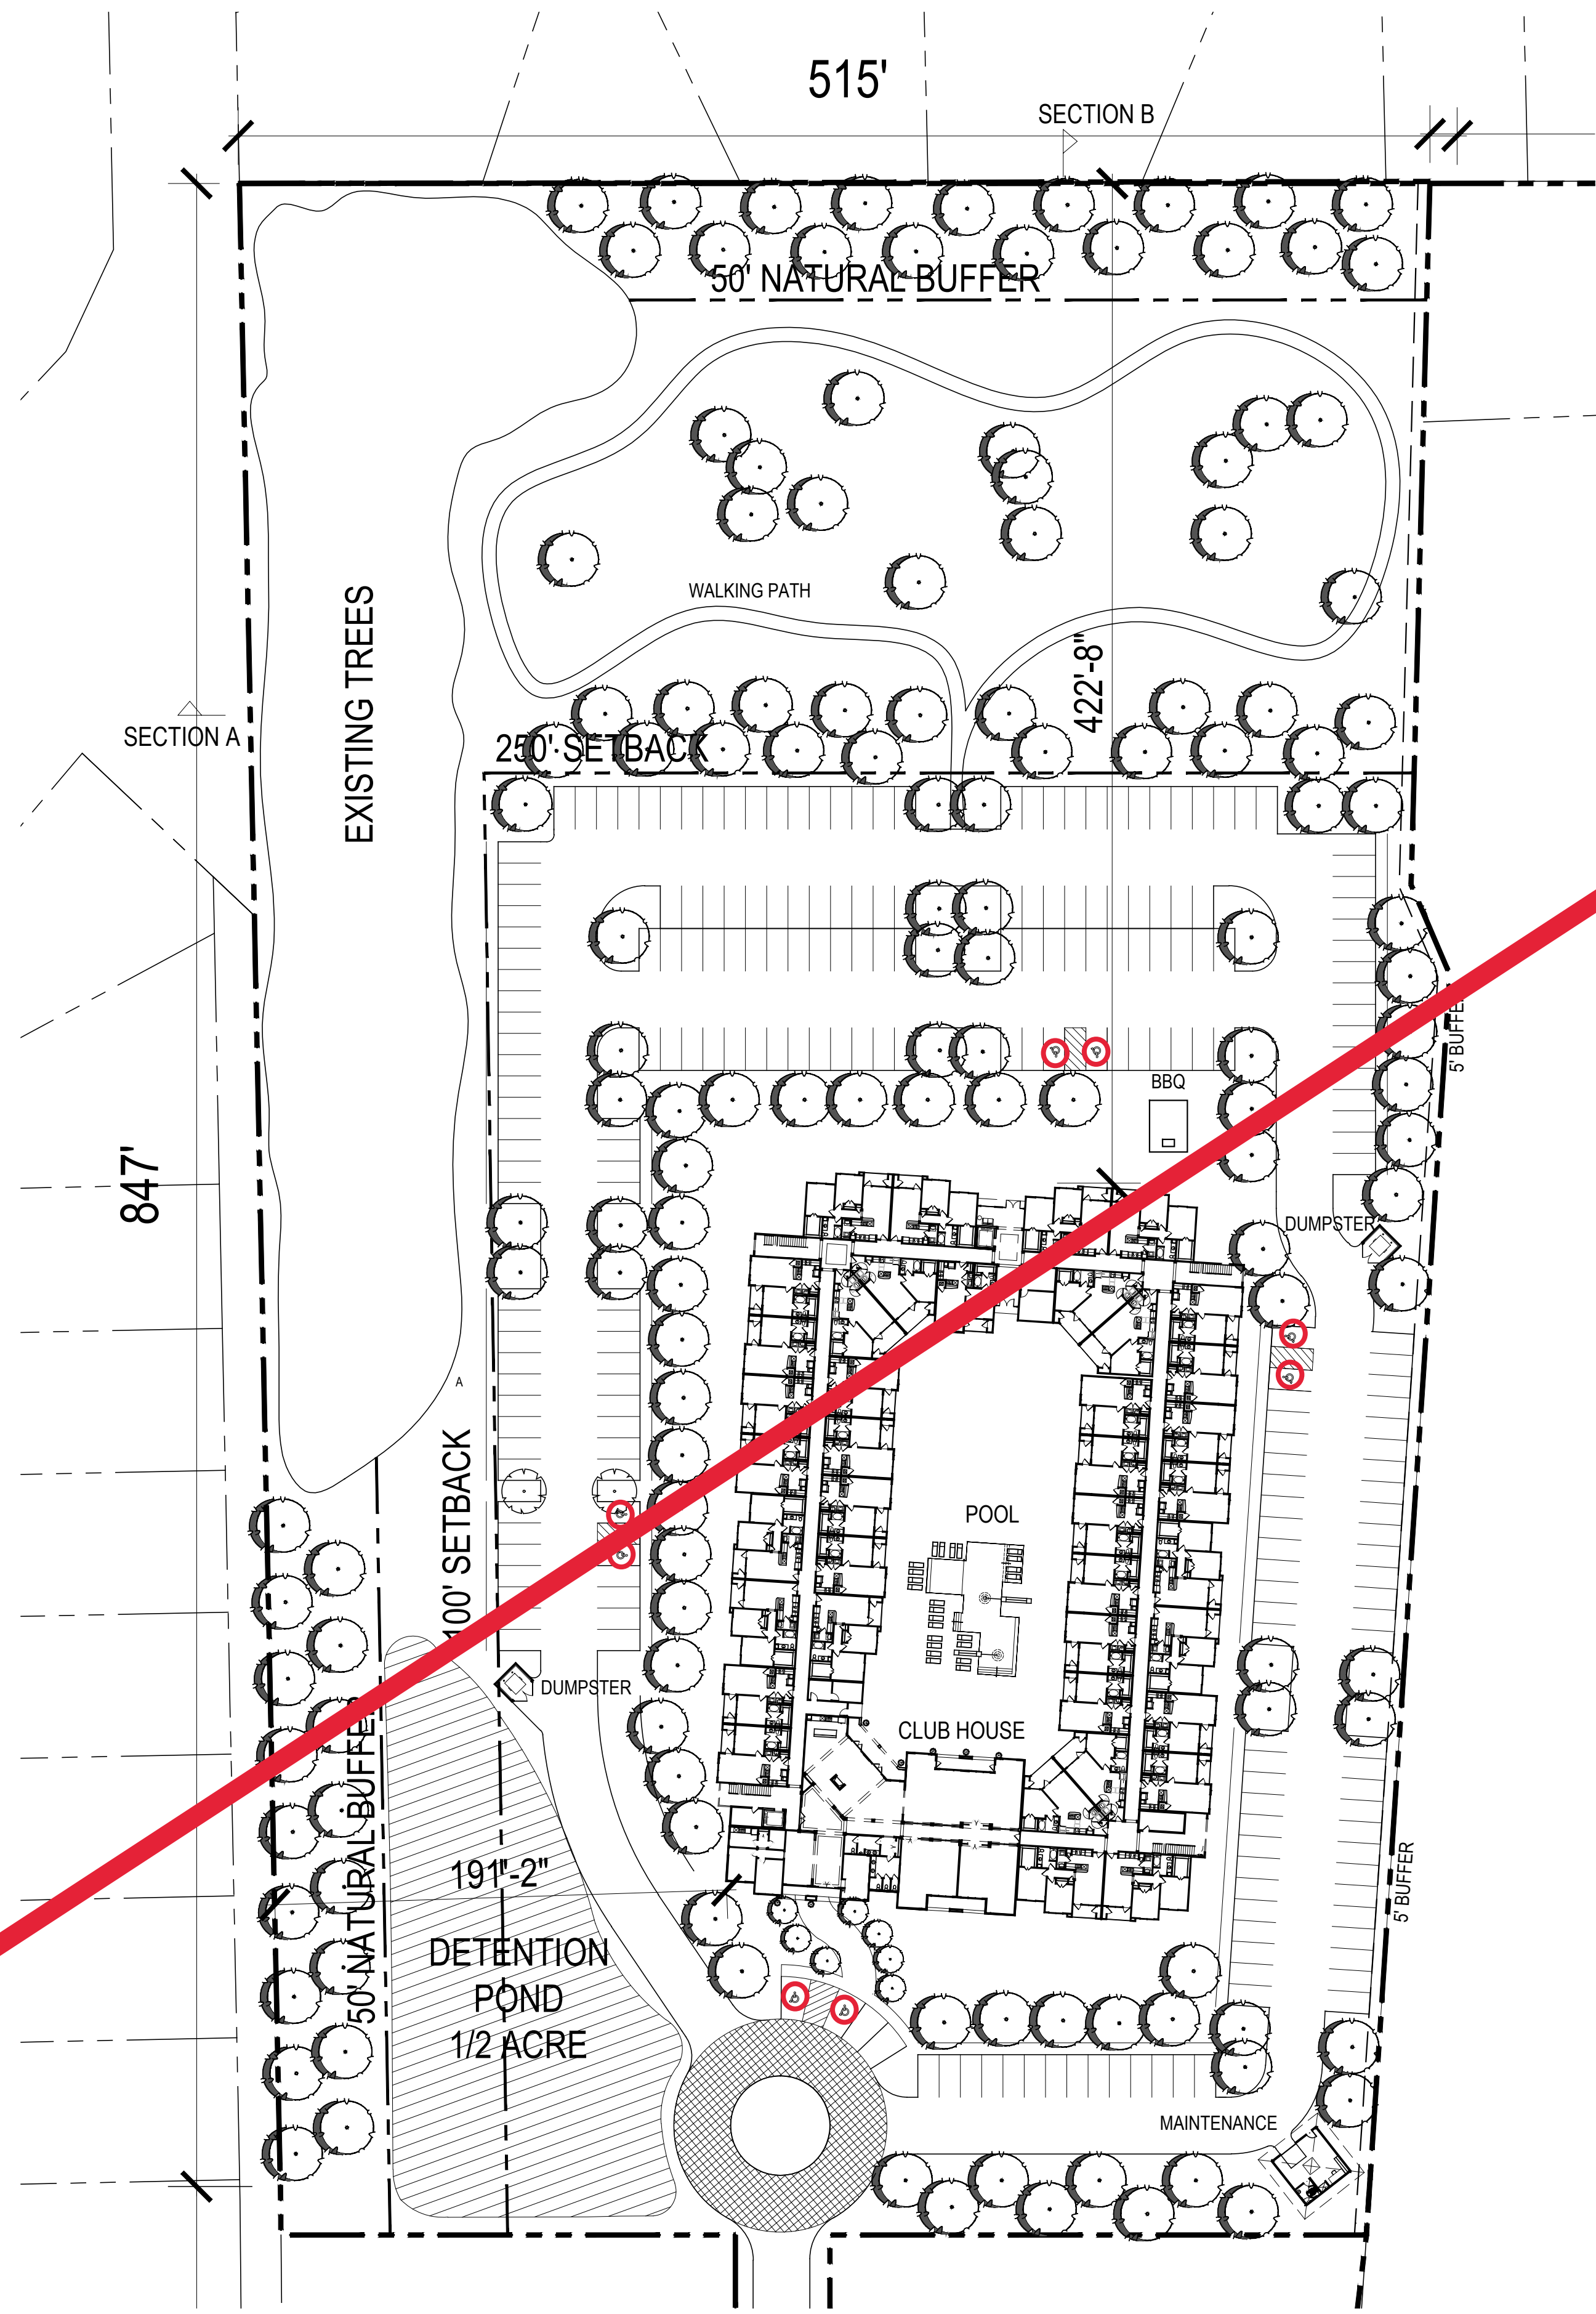 515'
SECTION B
50' NATURAL BUFFER
WALKING PATH
EXISTING TREES
422'-8"
SECTION A
250' SETBACK
5' BUFFER
BBQ
847'
DUMPSTER
A
100' SETBACK
POOL
DUMPSTER
CLUB HOUSE
50' NATURAL BUFFER
191'-2"
5' BUFFER
DETENTION
POND
1/2 ACRE
MAINTENANCE